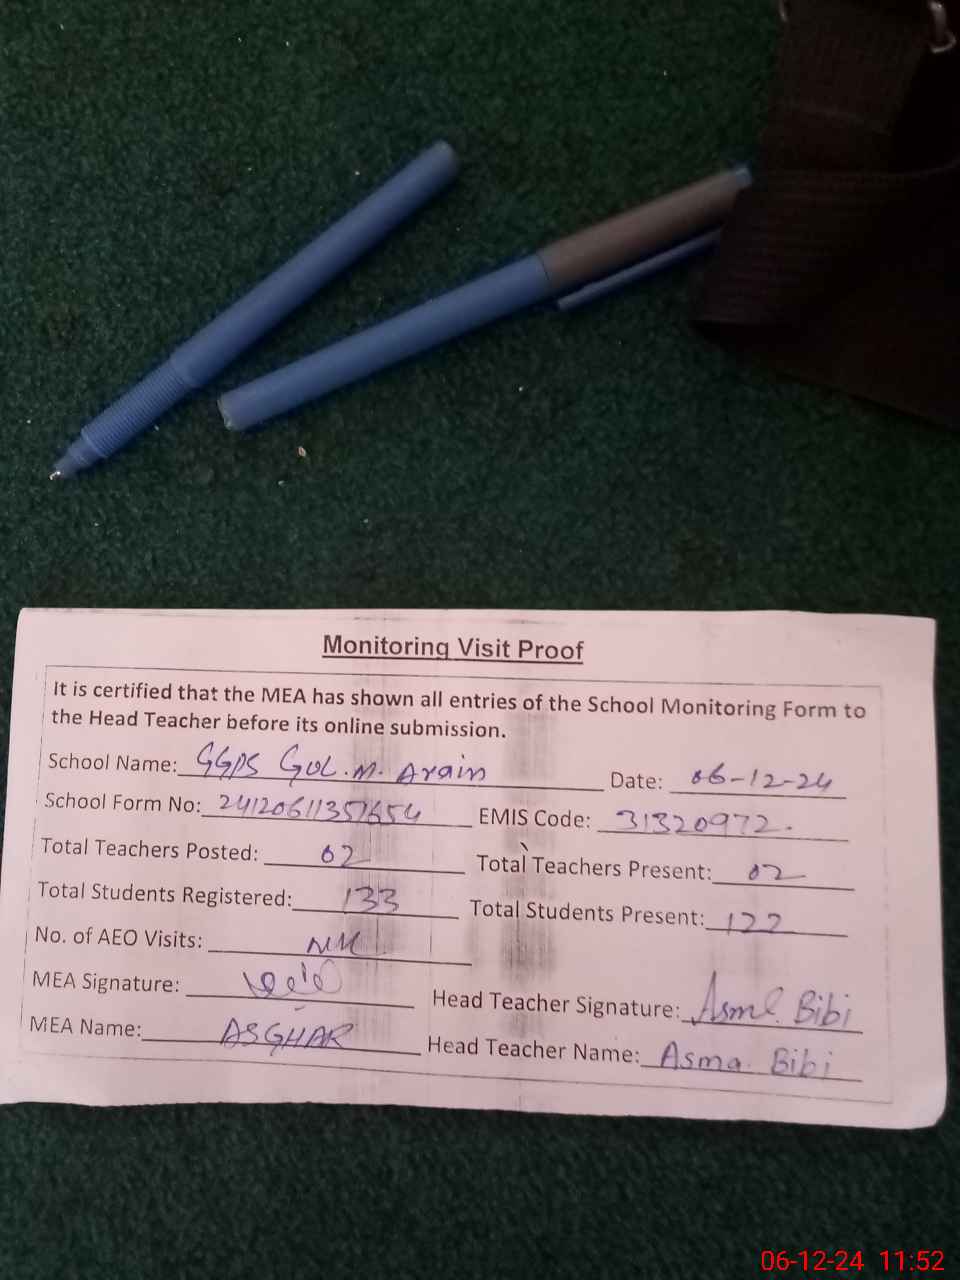 Monitoring Visit Proof
It is certified that the MEA has shown all entries of the School Monitoring Form to
the Head Teacher before its online submission.
School Name: GGPS Gul.M. Arain Date: 06-12-24
School Form No: 24120611357654 EMIS Code: 31320972.
Total Teachers Posted: 02 Total Teachers Present: 02
Total Students Registered: 133 Total Students Present: 122
No. of AEO Visits: Nil
MEA Signature: Head Teacher Signature: Asma Bibi
MEA Name: ASGHAR Head Teacher Name: Asma Bibi
06-12-24 11:52